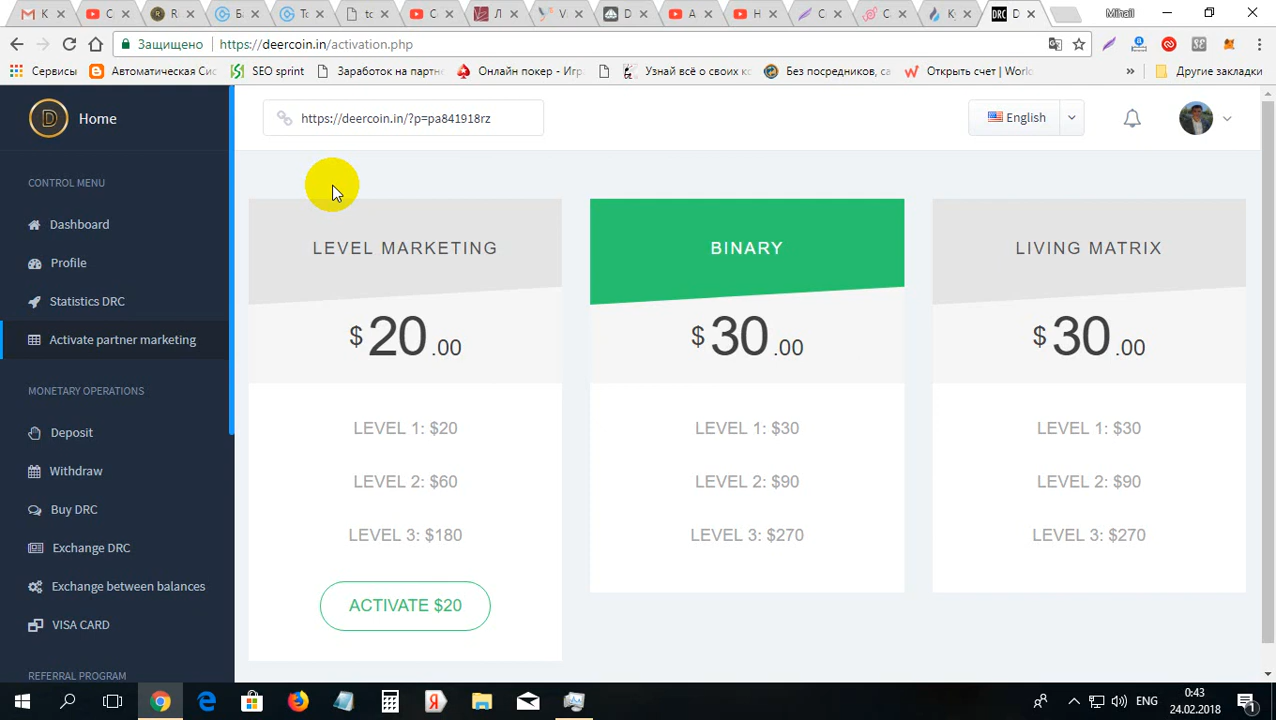 Mihail
Защищено
https://deercoin.in/activation.php
Сервисы
Автоматическая Сис
SEO sprint
Заработок на партн
Онлайн покер - Игр
Узнай всё о своих к
Без посредников, са
Открыть счет | Worl
»
Другие закладки
Home
https://deercoin.in/?p=pa841918rz
English
CONTROL MENU
Dashboard
Profile
Statistics DRC
Activate partner marketing
MONETARY OPERATIONS
Deposit
Withdraw
Buy DRC
Exchange DRC
Exchange between balances
VISA CARD
REFERRAL PROGRAM
LEVEL MARKETING
$20.00
LEVEL 1: $20
LEVEL 2: $60
LEVEL 3: $180
ACTIVATE $20
BINARY
$30.00
LEVEL 1: $30
LEVEL 2: $90
LEVEL 3: $270
LIVING MATRIX
$30.00
LEVEL 1: $30
LEVEL 2: $90
LEVEL 3: $270
ENG
0:43
24.02.2018